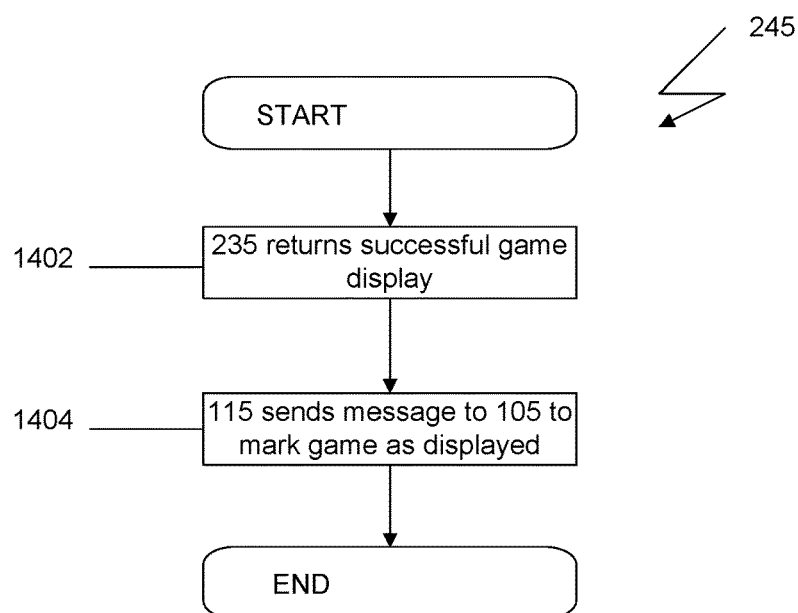 245
START
1402
235 returns successful game
display
1404
115 sends message to 105 to
mark game as displayed
END